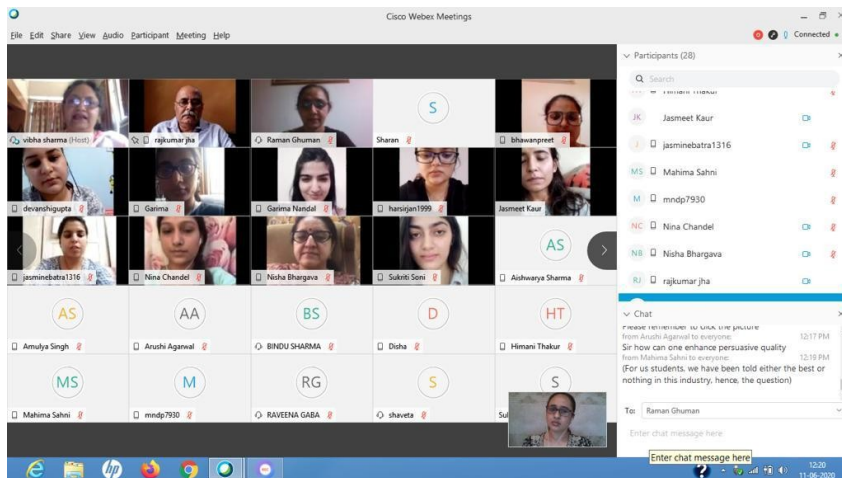 Cisco Webex Meetings
File Edit Share View Audio Participant Meeting Help
Connected
Participants (28)
Search
Himani Thakur
JK Jasmeet Kaur
J jasminebatra1316
MS Mahima Sahni
M mndp7930
NC Nina Chandel
NB Nisha Bhargava
RJ rajkumar jha
vibha sharma (Host)
rajkumar jha
Raman Ghuman
S
Sharan
bhawanpreet
devanshigupta
Garima
Garima Nandal
harsirjan1999
Jasmeet Kaur
jasminebatra1316
Nina Chandel
Nisha Bhargava
Sukriti Soni
AS
Aishwarya Sharma
AS
Amulya Singh
AA
Arushi Agarwal
BS
BINDU SHARMA
D
Disha
HT
Himani Thakur
MS
Mahima Sahni
M
mndp7930
RG
RAVEENA GABA
S
shaveta
S
Sul
Chat
Please remember to click the picture
from Arushi Agarwal to everyone: 12:17 PM
Sir how can one enhance persuasive quality
from Mahima Sahni to everyone: 12:19 PM
(For us students, we have been told either the best or
nothing in this industry, hence, the question)
To: Raman Ghuman
Enter chat message here
Enter chat message here
hp
12:20
11-06-2020